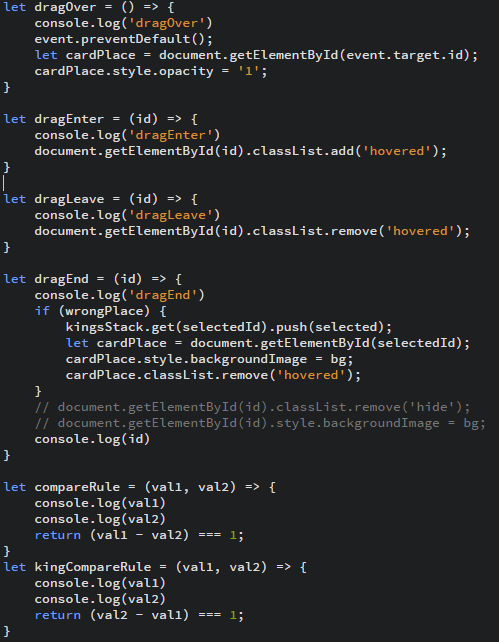 let dragOver = () => {
    console.log('dragOver')
    event.preventDefault();
    let cardPlace = document.getElementById(event.target.id);
    cardPlace.style.opacity = '1';
}

let dragEnter = (id) => {
    console.log('dragEnter')
    document.getElementById(id).classList.add('hovered');
}

let dragLeave = (id) => {
    console.log('dragLeave')
    document.getElementById(id).classList.remove('hovered');
}

let dragEnd = (id) => {
    console.log('dragEnd')
    if (wrongPlace) {
        kingsStack.get(selectedId).push(selected);
        let cardPlace = document.getElementById(selectedId);
        cardPlace.style.backgroundImage = bg;
        cardPlace.classList.remove('hovered');
    }
    // document.getElementById(id).classList.remove('hide');
    // document.getElementById(id).style.backgroundImage = bg;
    console.log(id)
}

let compareRule = (val1, val2) => {
    console.log(val1)
    console.log(val2)
    return (val1 - val2) === 1;
}
let kingCompareRule = (val1, val2) => {
    console.log(val1)
    console.log(val2)
    return (val2 - val1) === 1;
}